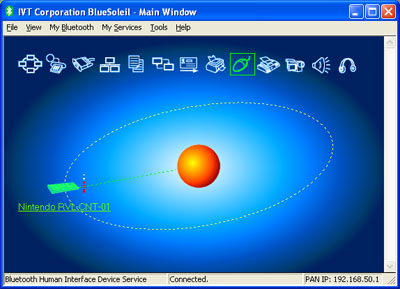 IVT Corporation BlueSoleil - Main Window
File View My Bluetooth My Services Tools Help
Nintendo RVL-CNT-01
Bluetooth Human Interface Device Service Connected. PAN IP: 192.168.50.1